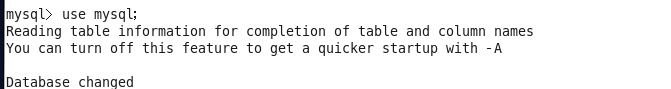 mysql> use mysql;
Reading table information for completion of table and column names
You can turn off this feature to get a quicker startup with -A
Database changed